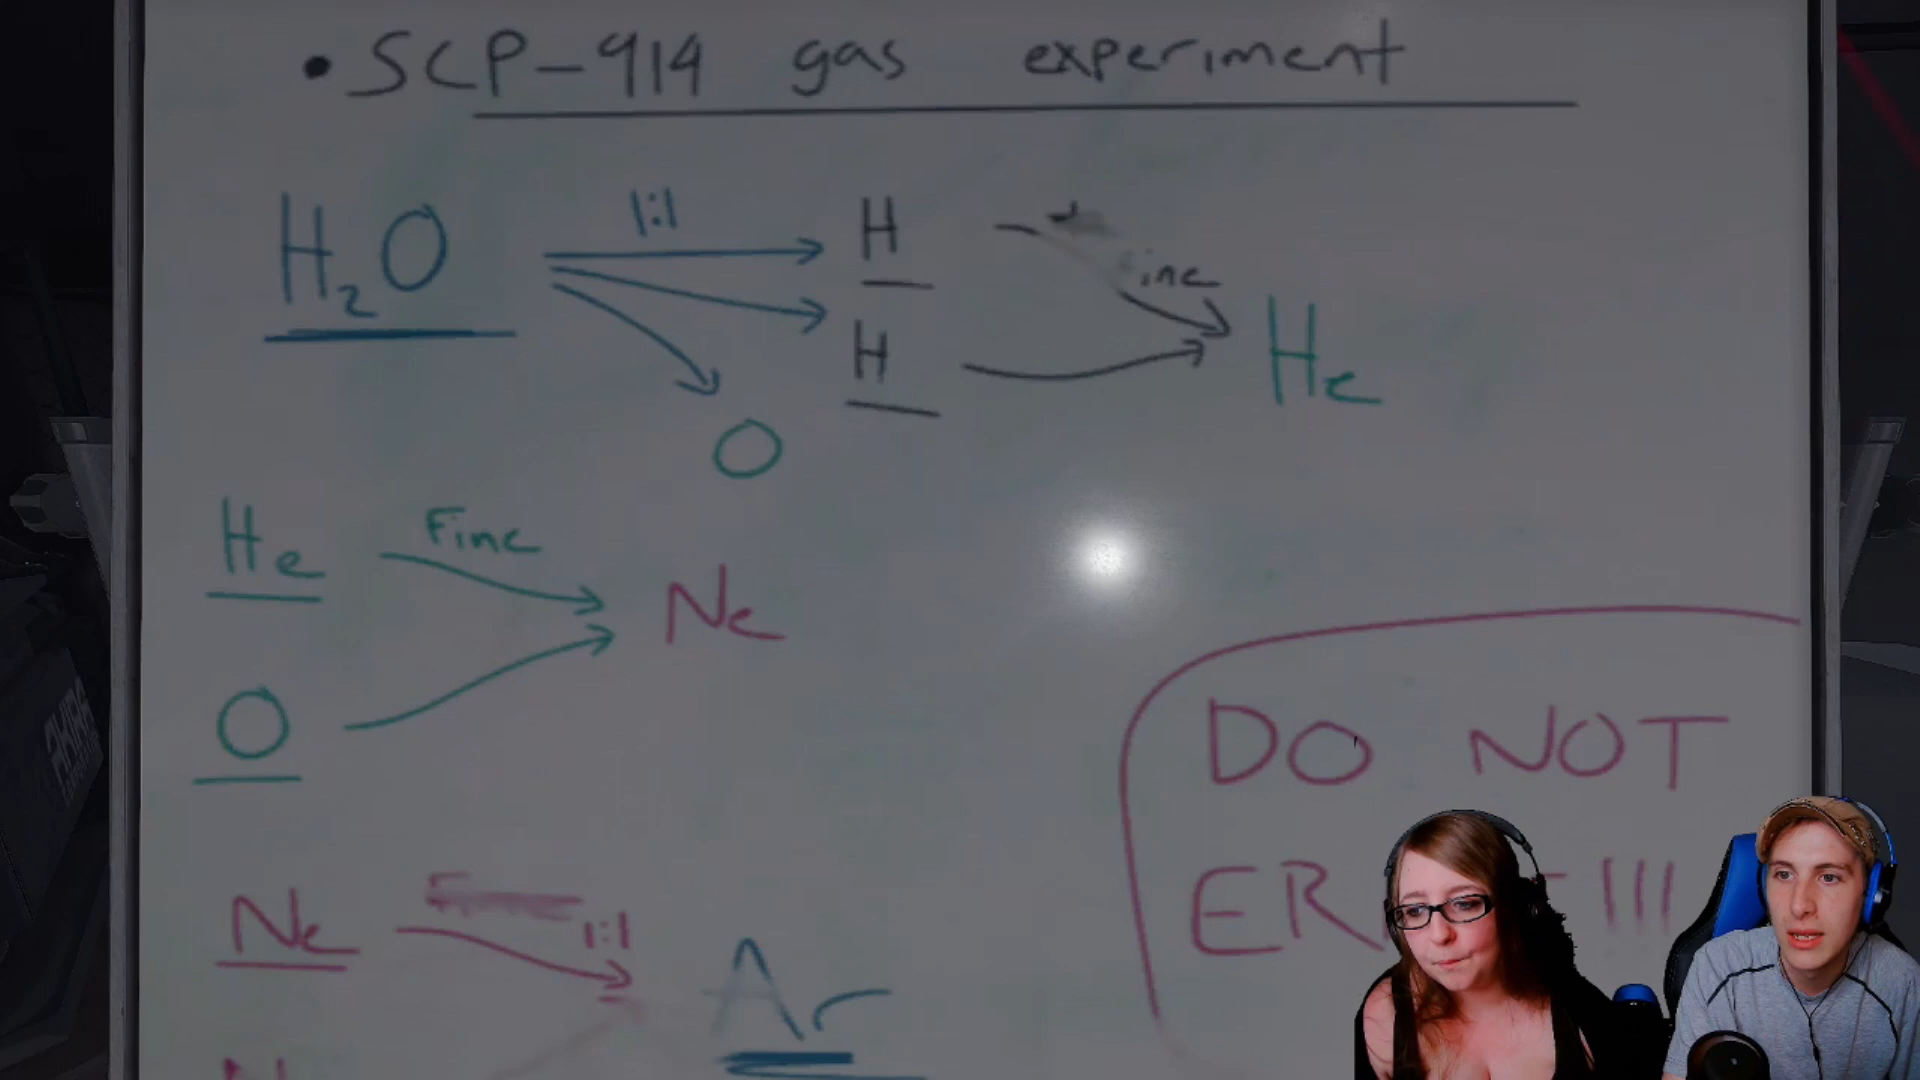 • SCP-914 gas experiment
H₂O 1:1 H
H
O
He
He Fine Ne
O
Ne 1:1 Ar
DO NOT